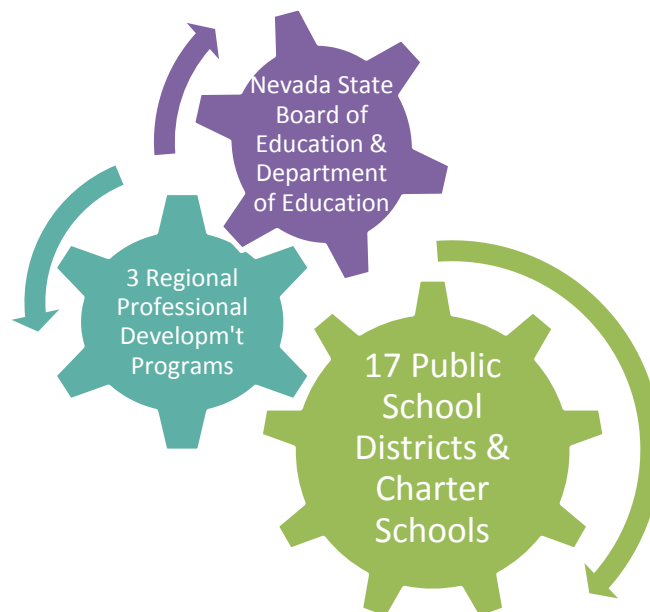 Nevada State
Board of
Education &
Department
of Education
3 Regional
Professional
Developm't
Programs
17 Public
School
Districts &
Charter
Schools